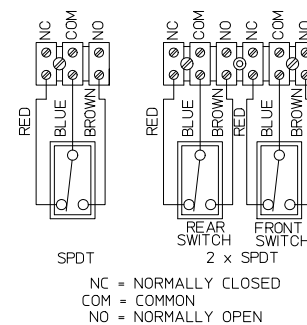 NC COM NO NC COM NO NC COM NO
RED BLUE BROWN RED BLUE BROWN RED BLUE BROWN
REAR SWITCH
FRONT SWITCH
SPDT
2 x SPDT
NC = NORMALLY CLOSED
COM = COMMON
NO = NORMALLY OPEN